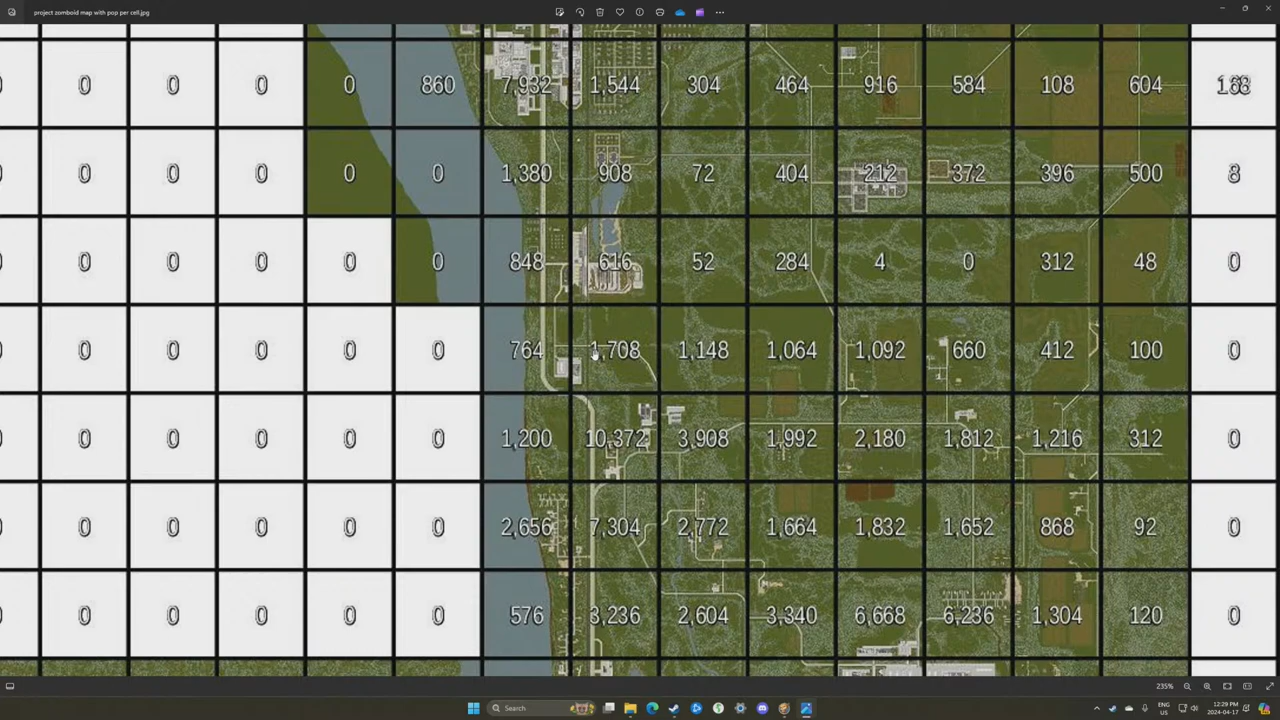 project zomboid map with pop per cell.jpg
0 0 0 0 860 7,932 1,544 304 464 916 584 108 604
0 0 0 0 0 1,380 908 72 404 212 372 396 500 8
0 0 0 0 0 848 616 52 284 4 0 312 48 0
0 0 0 0 0 764 1,708 1,148 1,064 1,092 660 412 100 0
0 0 0 0 0 1,200 10,372 3,908 1,992 2,180 1,812 1,216 312 0
0 0 0 0 0 2,656 7,304 2,772 1,664 1,832 1,652 868 92 0
0 0 0 0 0 576 3,236 2,604 3,340 6,668 6,236 1,304 120 0
235%
Search
ENG
US
12:29 PM
2024-04-17